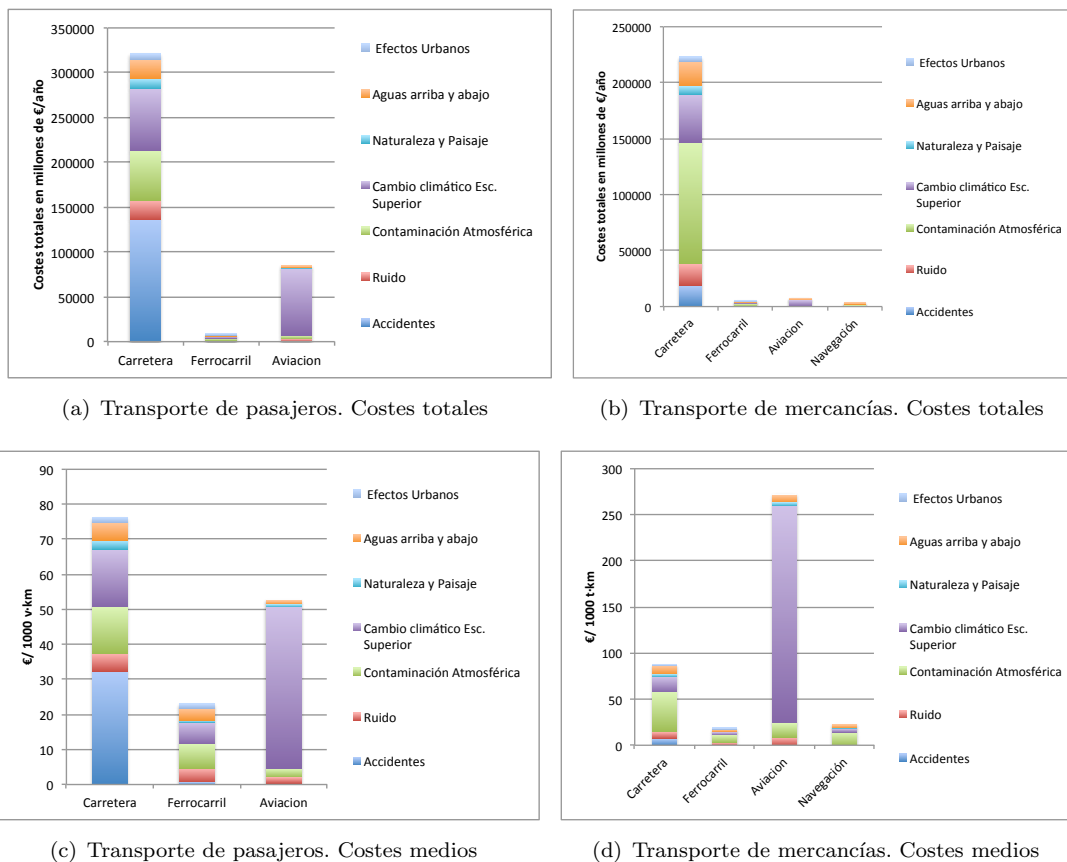 Costes totales en millones de €/año
350000
300000
250000
200000
150000
100000
50000
0
Carretera Ferrocarril Aviacion
Efectos Urbanos
Aguas arriba y abajo
Naturaleza y Paisaje
Cambio climático Esc.
Superior
Contaminación Atmosférica
Ruido
Accidentes
(a) Transporte de pasajeros. Costes totales
Costes totales en millones de €/año
250000
200000
150000
100000
50000
0
Carretera Ferrocarril Aviacion Navegación
Efectos Urbanos
Aguas arriba y abajo
Naturaleza y Paisaje
Cambio climático Esc.
Superior
Contaminación Atmosférica
Ruido
Accidentes
(b) Transporte de mercancías. Costes totales
€/ 1000 v·km
90
80
70
60
50
40
30
20
10
0
Carretera Ferrocarril Aviacion
Efectos Urbanos
Aguas arriba y abajo
Naturaleza y Paisaje
Cambio climático Esc.
Superior
Contaminación Atmosférica
Ruido
Accidentes
(c) Transporte de pasajeros. Costes medios
€/ 1000 t·km
300
250
200
150
100
50
0
Carretera Ferrocarril Aviacion Navegación
Efectos Urbanos
Aguas arriba y abajo
Naturaleza y Paisaje
Cambio climático Esc.
Superior
Contaminación Atmosférica
Ruido
Accidentes
(d) Transporte de mercancías. Costes medios